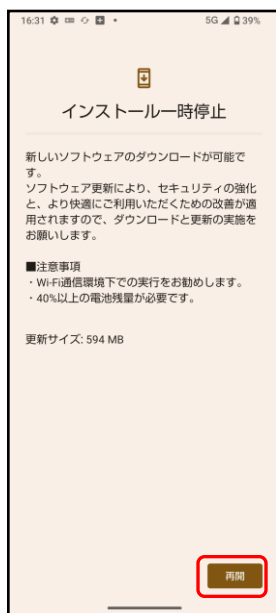 16:31 5G 39%
インストール一時停止
新しいソフトウェアのダウンロードが可能で
す。
ソフトウェア更新により、セキュリティの強化
と、より快適にご利用いただくための改善が適
用されますので、ダウンロードと更新の実施を
お願いします。
■注意事項
・Wi-Fi通信環境下での実行をお勧めします。
・40%以上の電池残量が必要です。
更新サイズ: 594 MB
再開